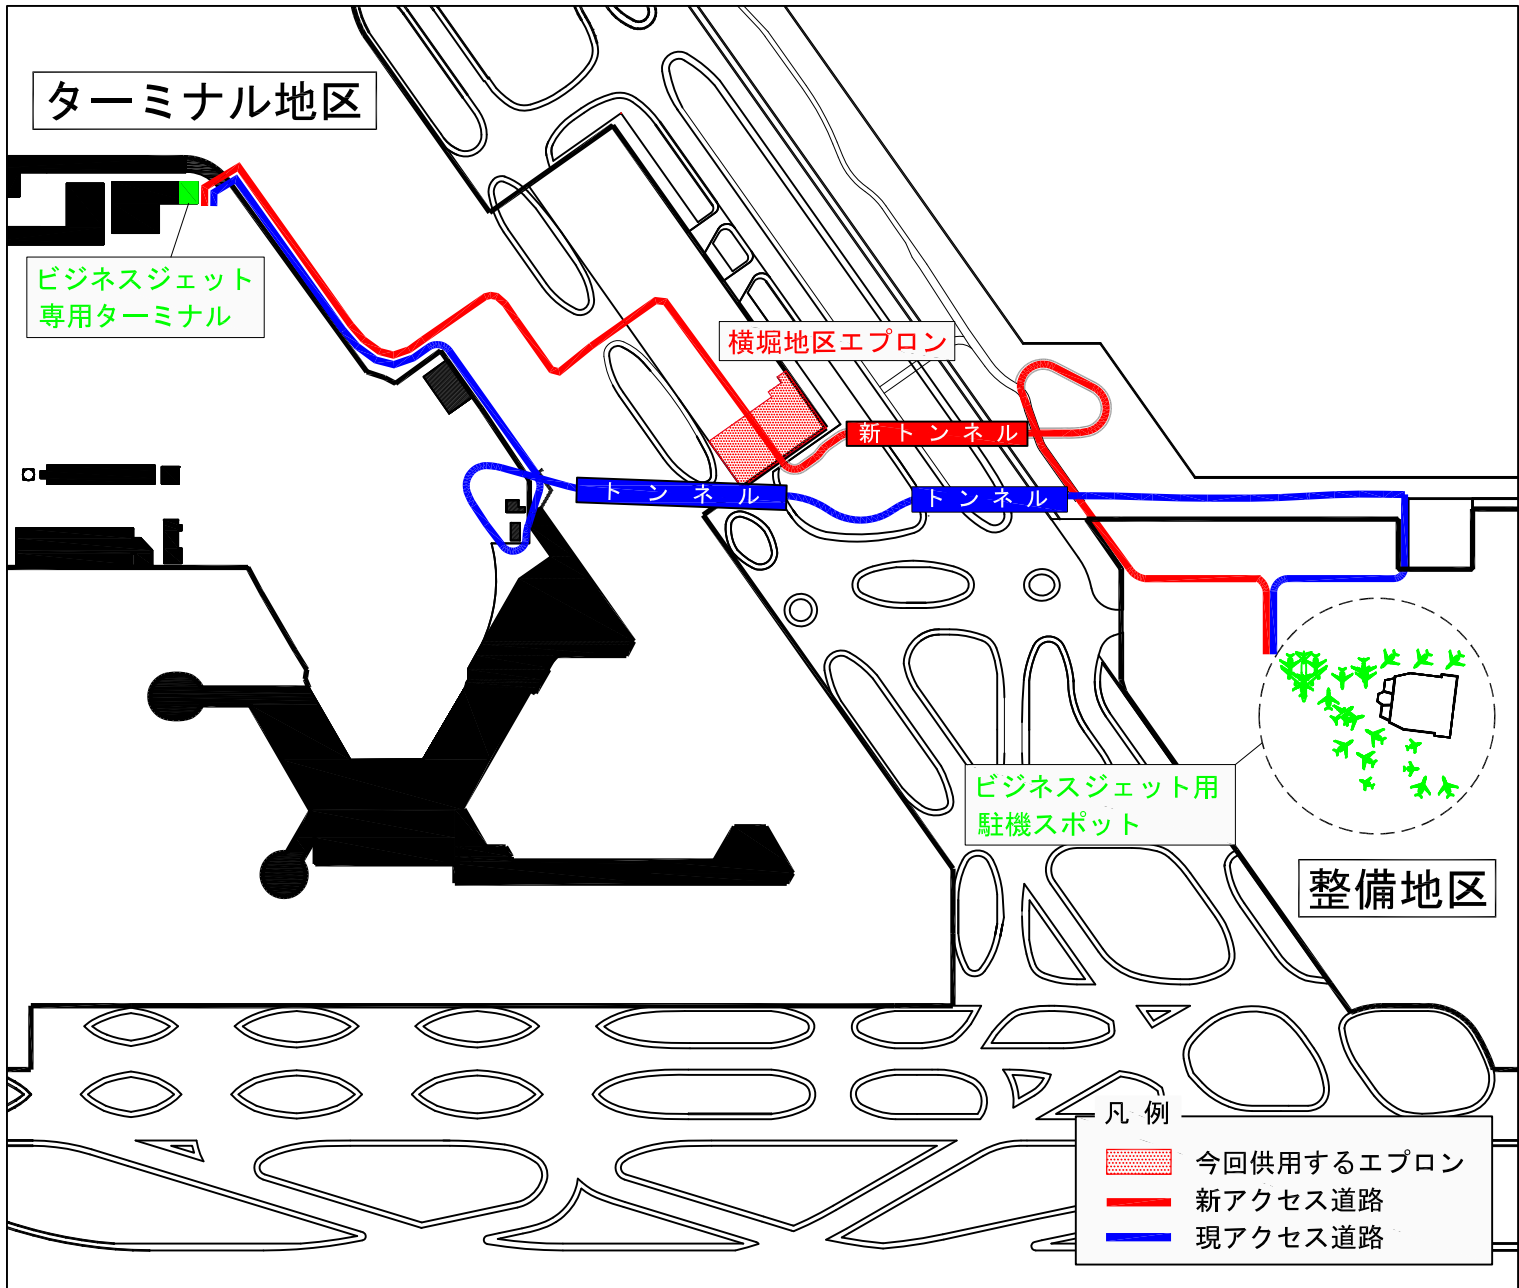 ターミナル地区
ビジネスジェット
専用ターミナル
横堀地区エプロン
新トンネル
トンネル
トンネル
ビジネスジェット用
駐機スポット
整備地区
凡例
今回供用するエプロン
新アクセス道路
現アクセス道路